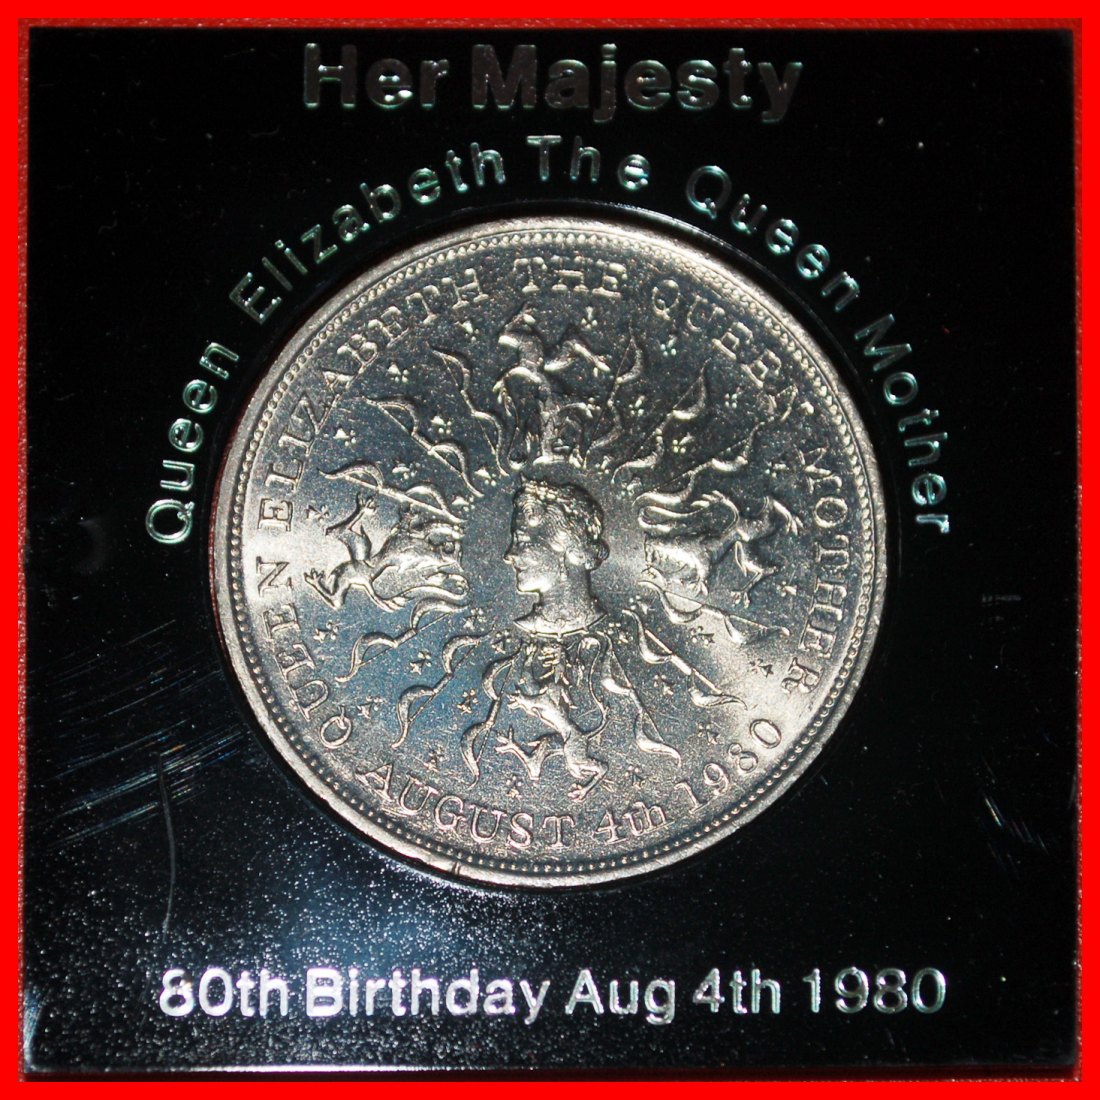 Her Majesty
Queen Elizabeth The Queen Mother
QUEEN ELIZABETH THE QUEEN MOTHER
AUGUST 4th 1980
80th Birthday Aug 4th 1980